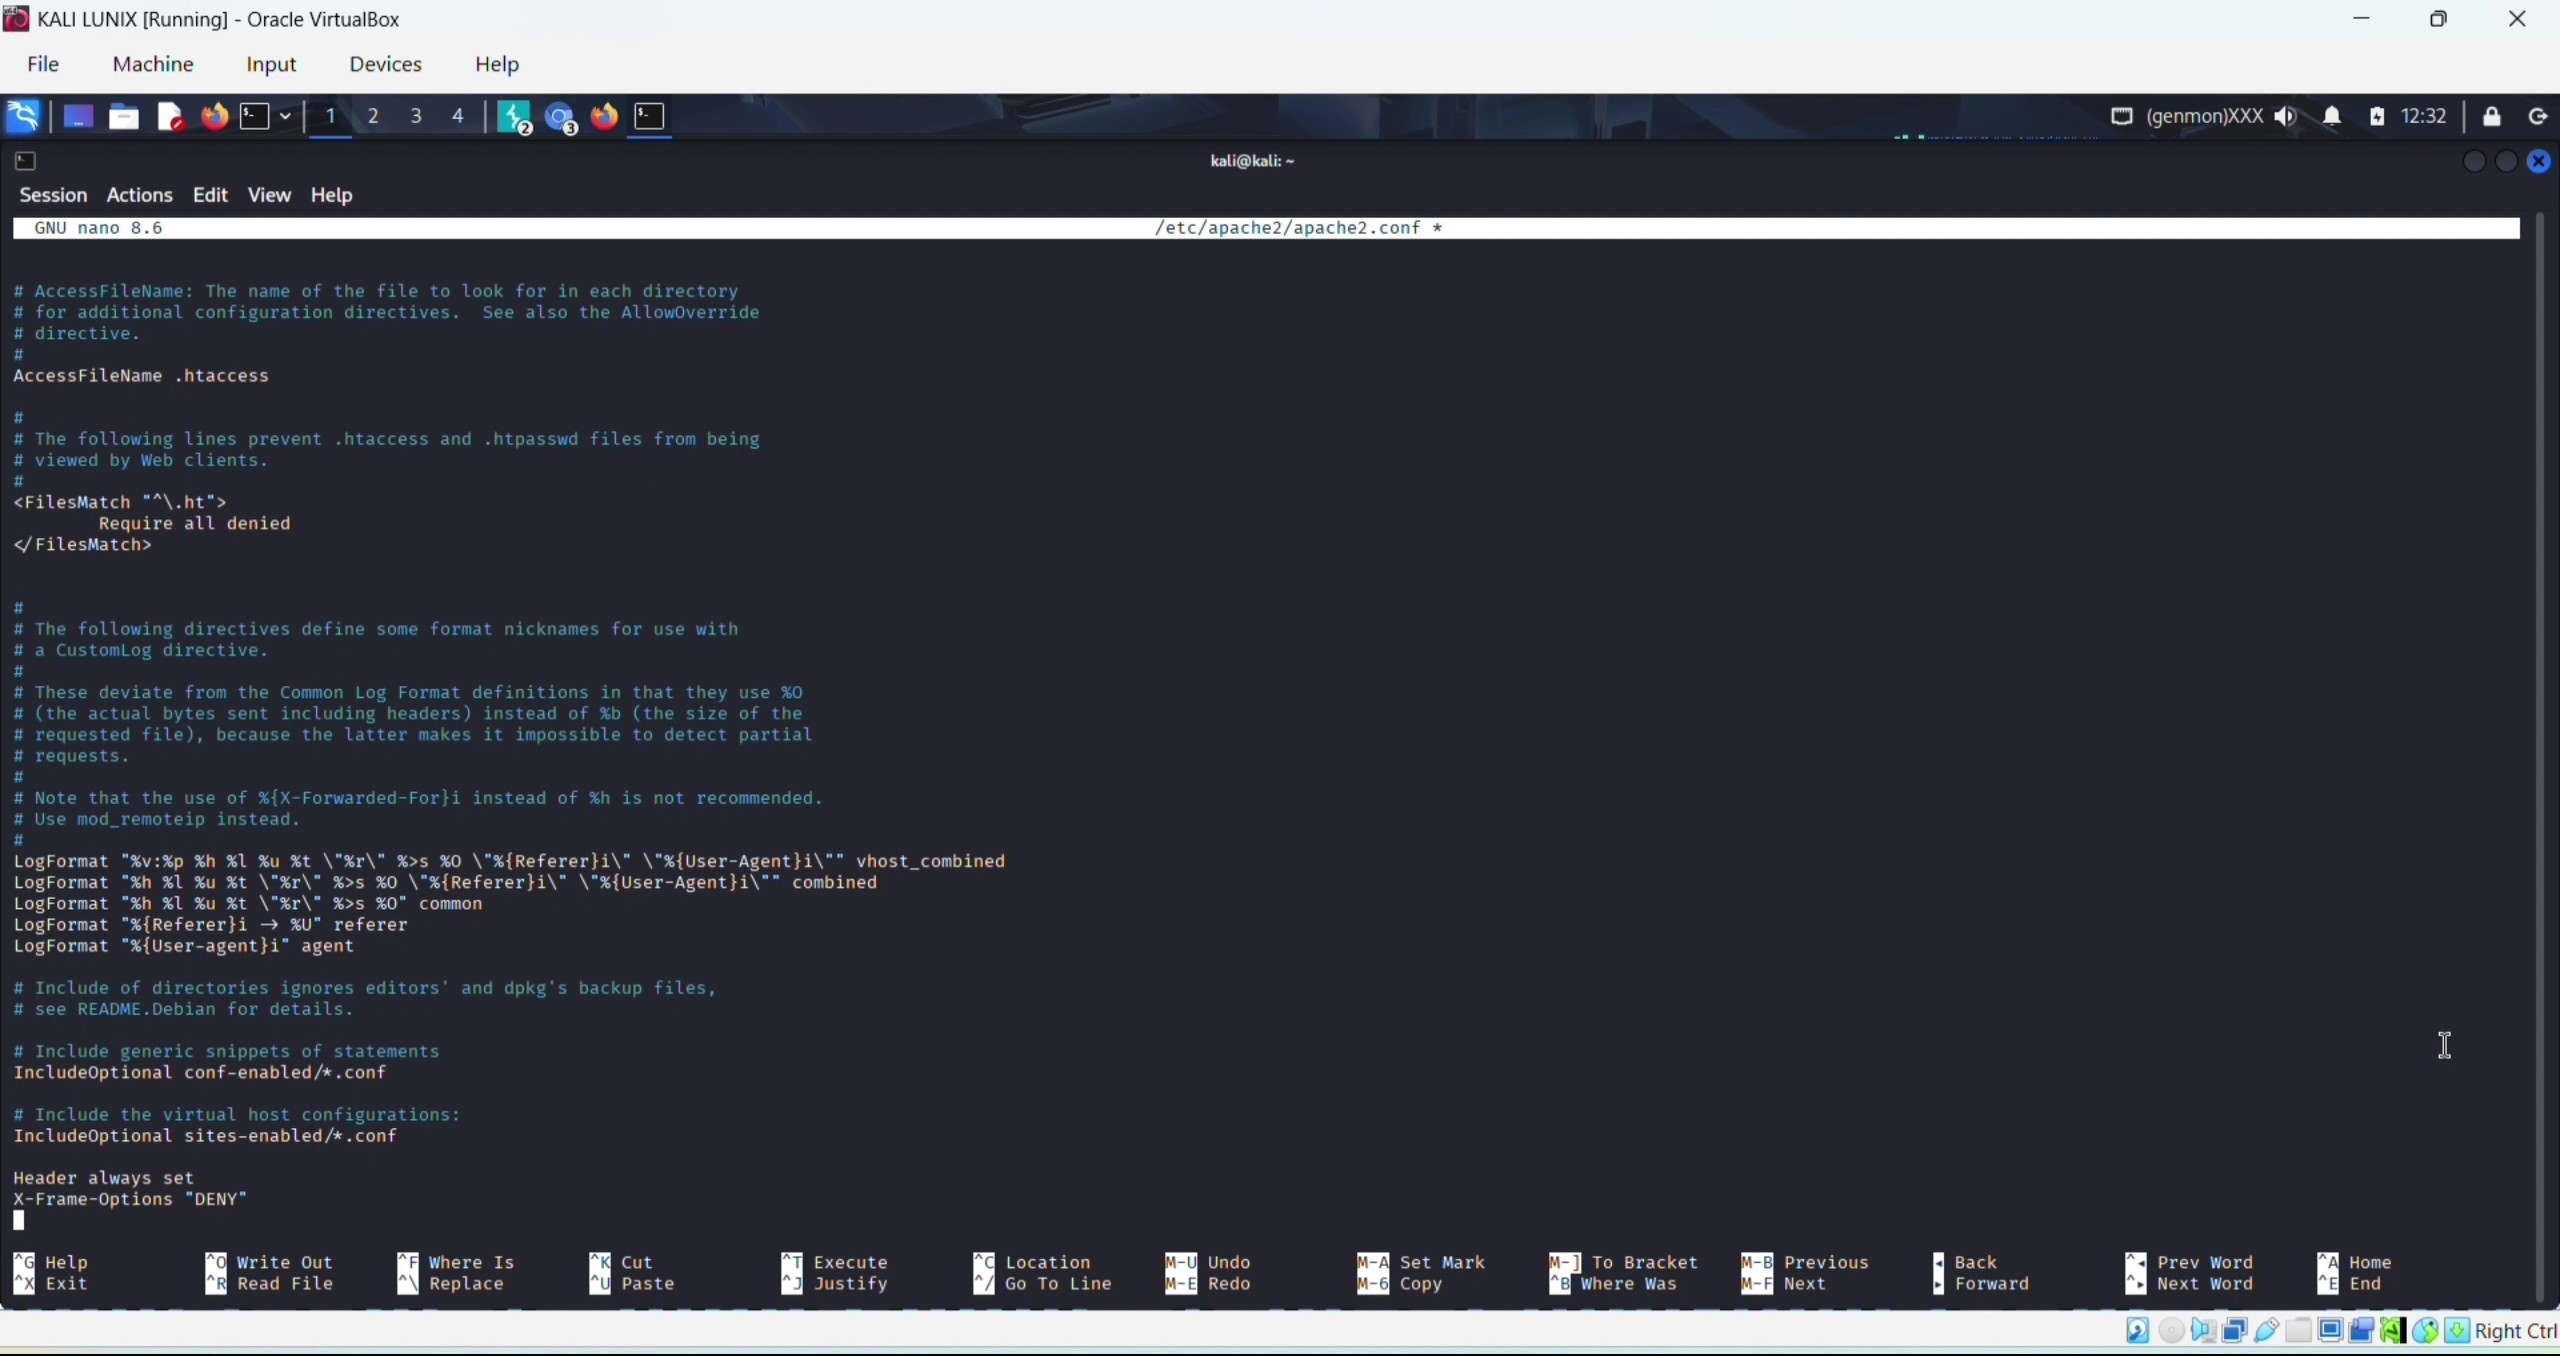 KALI LUNIX [Running] - Oracle VirtualBox
File Machine Input Devices Help
1 2 3 4 2 3 (genmon)XXX 12:32
kali@kali: ~
Session Actions Edit View Help
GNU nano 8.6 /etc/apache2/apache2.conf *
# AccessFileName: The name of the file to look for in each directory
# for additional configuration directives.  See also the AllowOverride
# directive.
#
AccessFileName .htaccess
#
# The following lines prevent .htaccess and .htpasswd files from being
# viewed by Web clients.
#
<FilesMatch "^\.ht">
        Require all denied
</FilesMatch>
#
# The following directives define some format nicknames for use with
# a CustomLog directive.
#
# These deviate from the Common Log Format definitions in that they use %O
# (the actual bytes sent including headers) instead of %b (the size of the
# requested file), because the latter makes it impossible to detect partial
# requests.
#
# Note that the use of %{X-Forwarded-For}i instead of %h is not recommended.
# Use mod_remoteip instead.
#
LogFormat "%v:%p %h %l %u %t \"%r\" %>s %O \"%{Referer}i\" \"%{User-Agent}i\"" vhost_combined
LogFormat "%h %l %u %t \"%r\" %>s %O \"%{Referer}i\" \"%{User-Agent}i\"" combined
LogFormat "%h %l %u %t \"%r\" %>s %O" common
LogFormat "%{Referer}i -> %U" referer
LogFormat "%{User-agent}i" agent
# Include of directories ignores editors' and dpkg's backup files,
# see README.Debian for details.
# Include generic snippets of statements
IncludeOptional conf-enabled/*.conf
# Include the virtual host configurations:
IncludeOptional sites-enabled/*.conf
Header always set
X-Frame-Options "DENY"
^G Help ^O Write Out ^F Where Is ^K Cut ^T Execute ^C Location M-U Undo M-A Set Mark M-] To Bracket M-B Previous ◂ Back ^◂ Prev Word ^A Home
^X Exit ^R Read File ^\ Replace ^U Paste ^J Justify ^/ Go To Line M-E Redo M-6 Copy ^B Where Was M-F Next ▸ Forward ^▸ Next Word ^E End
Right Ctrl